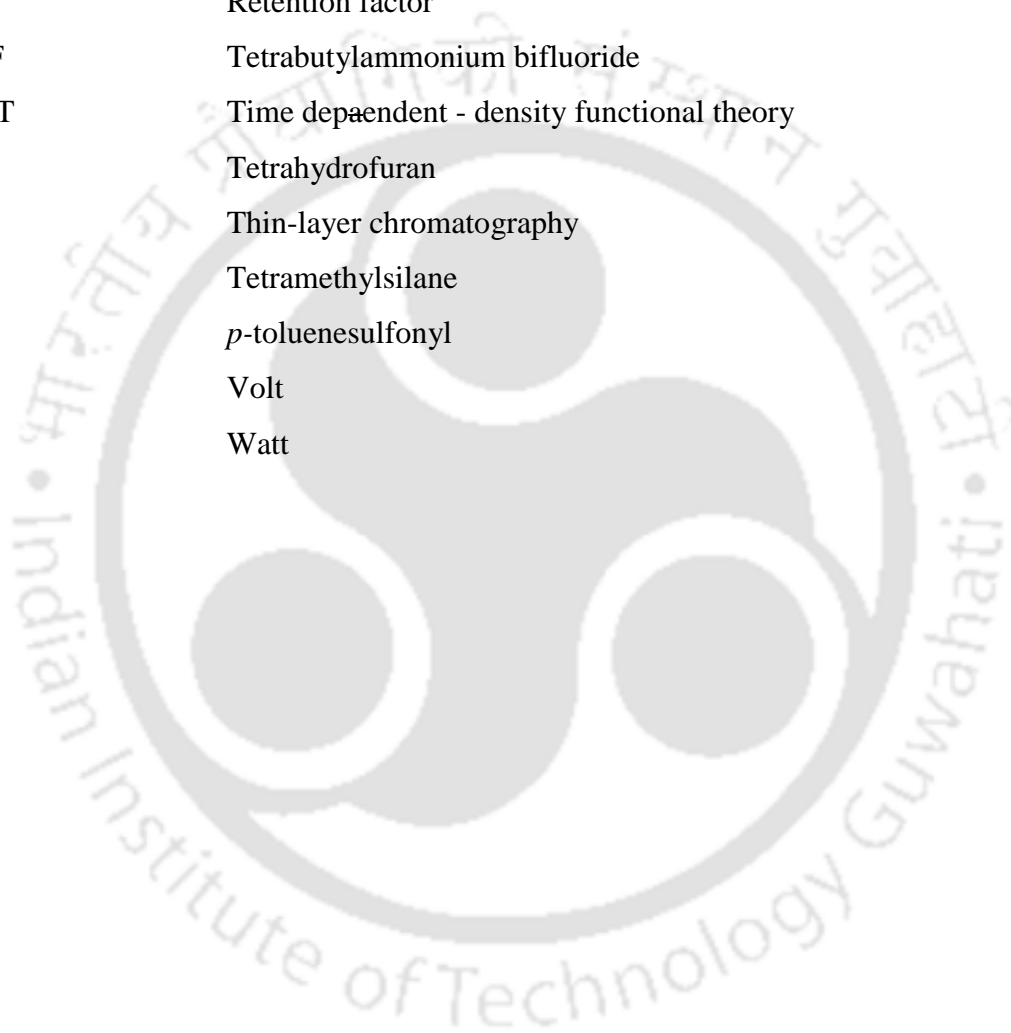 Retention factor
F Tetrabutylammonium bifluoride
T Time depaendent - density functional theory
Tetrahydrofuran
Thin-layer chromatography
Tetramethylsilane
p-toluenesulfonyl
Volt
Watt
भारतीय प्रौद्योगिकी संस्थान गुवाहाटी
Indian Institute of Technology Guwahati